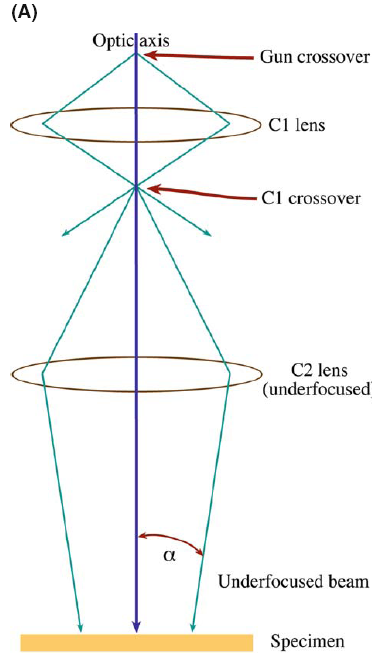 (A)
Optic axis
Gun crossover
C1 lens
C1 crossover
C2 lens
(underfocused)
α
Underfocused beam
Specimen